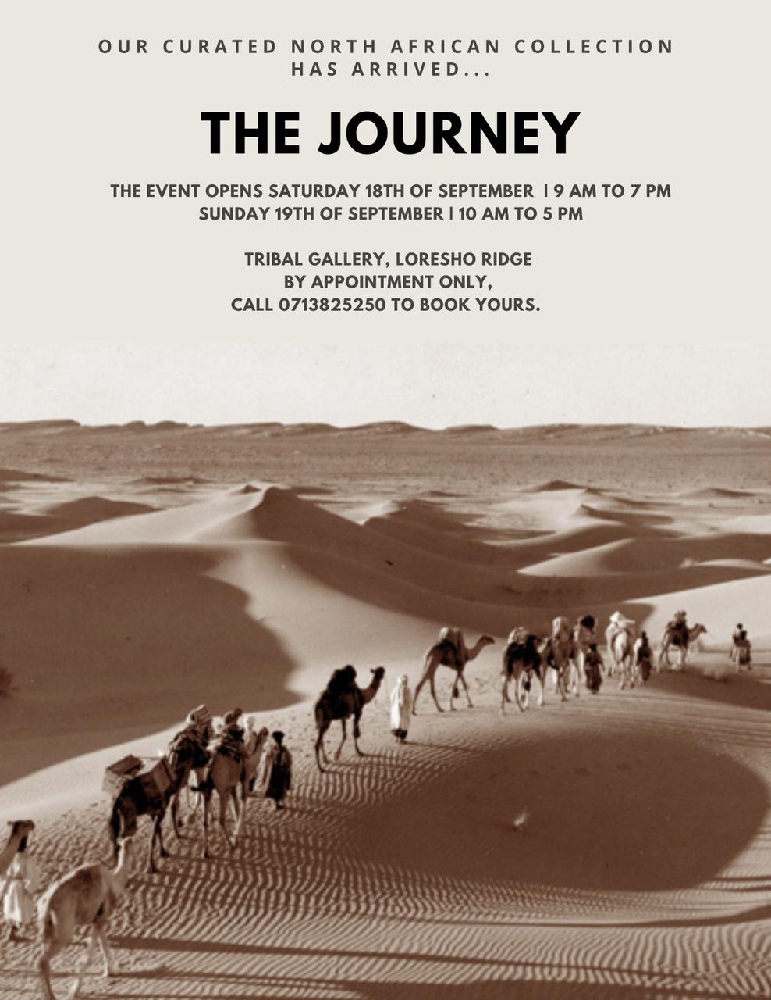 OUR CURATED NORTH AFRICAN COLLECTION
HAS ARRIVED...
THE JOURNEY
THE EVENT OPENS SATURDAY 18TH OF SEPTEMBER | 9 AM TO 7 PM
SUNDAY 19TH OF SEPTEMBER | 10 AM TO 5 PM
TRIBAL GALLERY, LORESHO RIDGE
BY APPOINTMENT ONLY,
CALL 0713825250 TO BOOK YOURS.